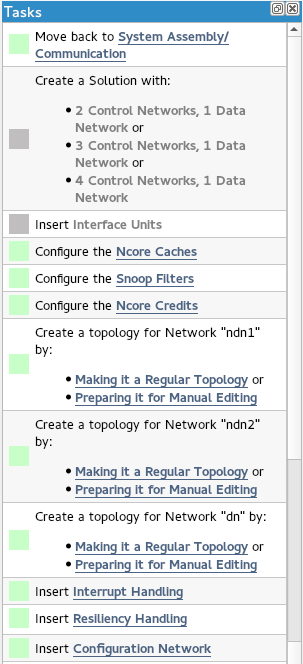 Tasks
Move back to System Assembly/
Communication
Create a Solution with:
• 2 Control Networks, 1 Data
Network or
• 3 Control Networks, 1 Data
Network or
• 4 Control Networks, 1 Data
Network
Insert Interface Units
Configure the Ncore Caches
Configure the Snoop Filters
Configure the Ncore Credits
Create a topology for Network "ndn1"
by:
• Making it a Regular Topology or
• Preparing it for Manual Editing
Create a topology for Network "ndn2"
by:
• Making it a Regular Topology or
• Preparing it for Manual Editing
Create a topology for Network "dn" by:
• Making it a Regular Topology or
• Preparing it for Manual Editing
Insert Interrupt Handling
Insert Resiliency Handling
Insert Configuration Network